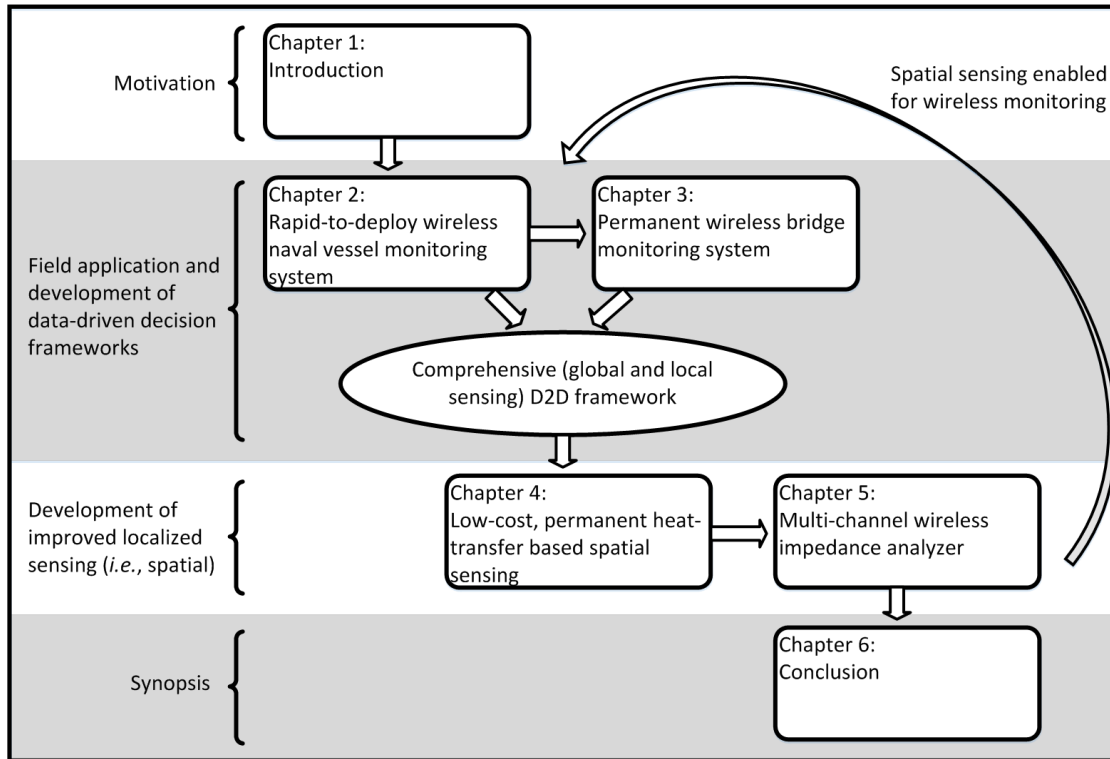 Motivation
Chapter 1:
Introduction
Spatial sensing enabled
for wireless monitoring
Field application and
development of
data-driven decision
frameworks
Chapter 2:
Rapid-to-deploy wireless
naval vessel monitoring
system
Chapter 3:
Permanent wireless bridge
monitoring system
Comprehensive (global and local
sensing) D2D framework
Development of
improved localized
sensing (i.e., spatial)
Chapter 4:
Low-cost, permanent heat-
transfer based spatial
sensing
Chapter 5:
Multi-channel wireless
impedance analyzer
Synopsis
Chapter 6:
Conclusion